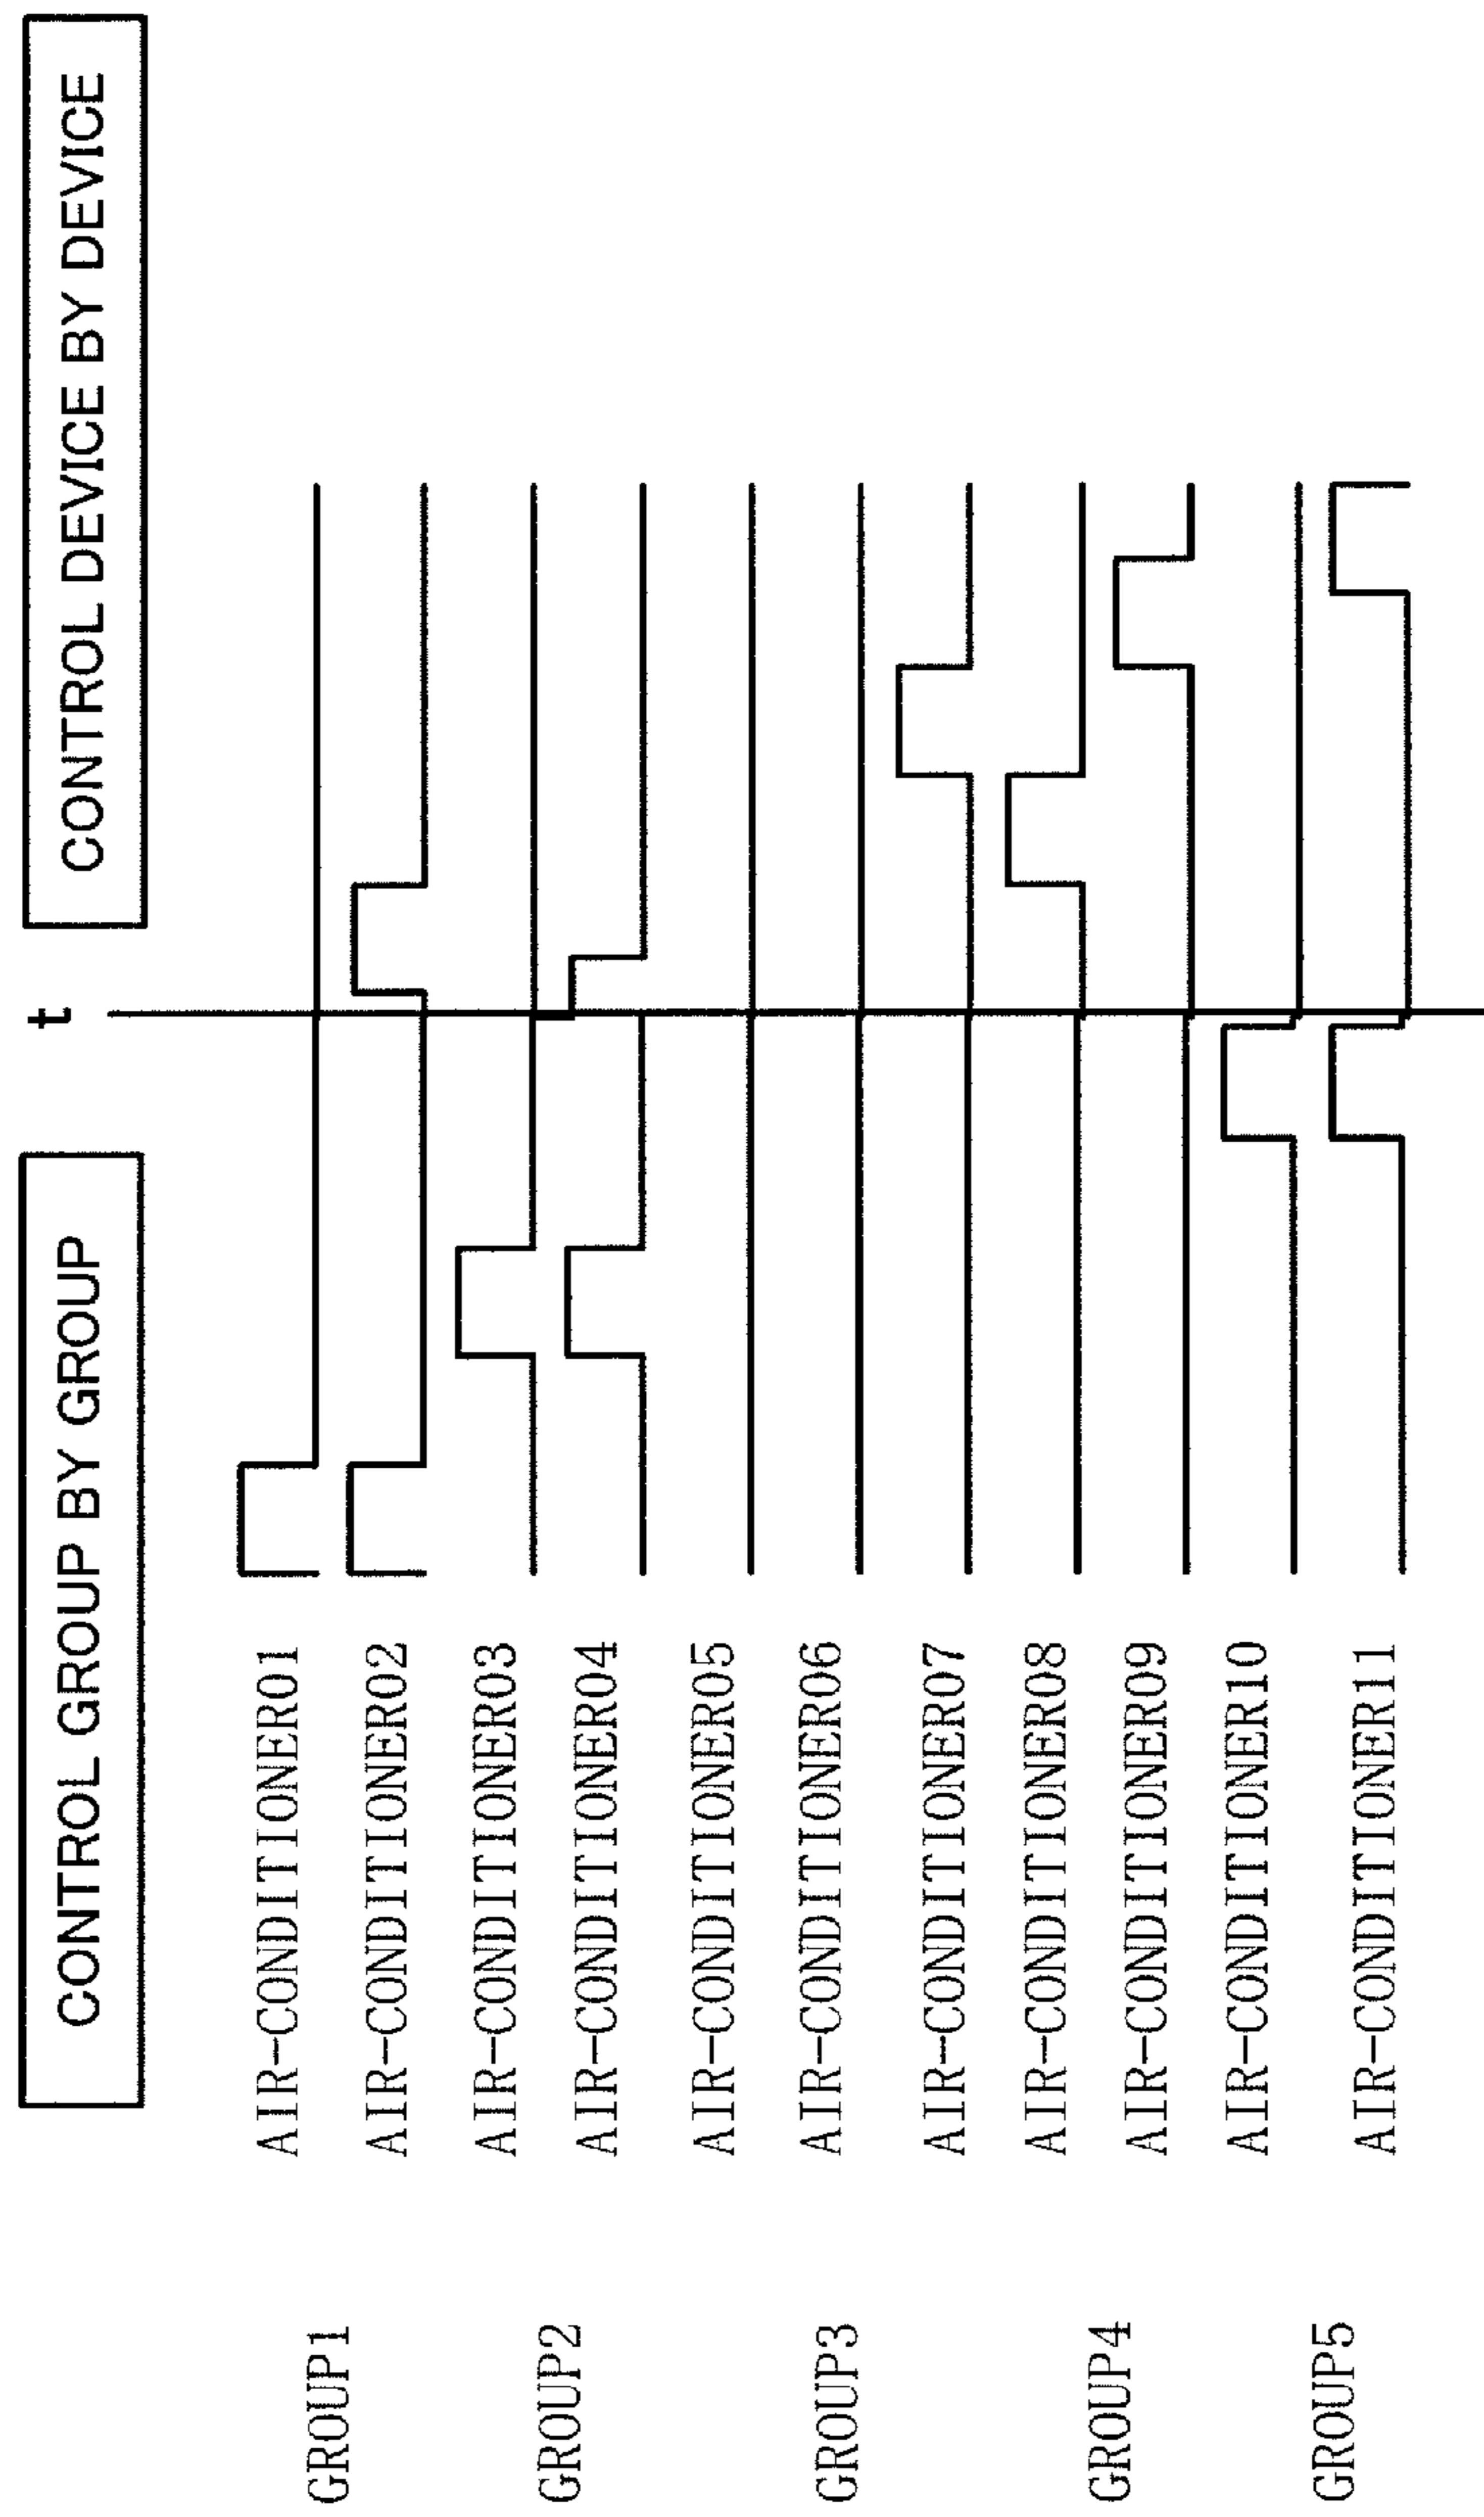 CONTROL GROUP BY GROUP
t
CONTROL DEVICE BY DEVICE
GROUP1
AIR-CONDITIONER01
AIR-CONDITIONER02
GROUP2
AIR-CONDITIONER03
AIR-CONDITIONER04
GROUP3
AIR-CONDITIONER05
AIR-CONDITIONER06
AIR-CONDITIONER07
GROUP4
AIR-CONDITIONER08
AIR-CONDITIONER09
GROUP5
AIR-CONDITIONER10
AIR-CONDITIONER11